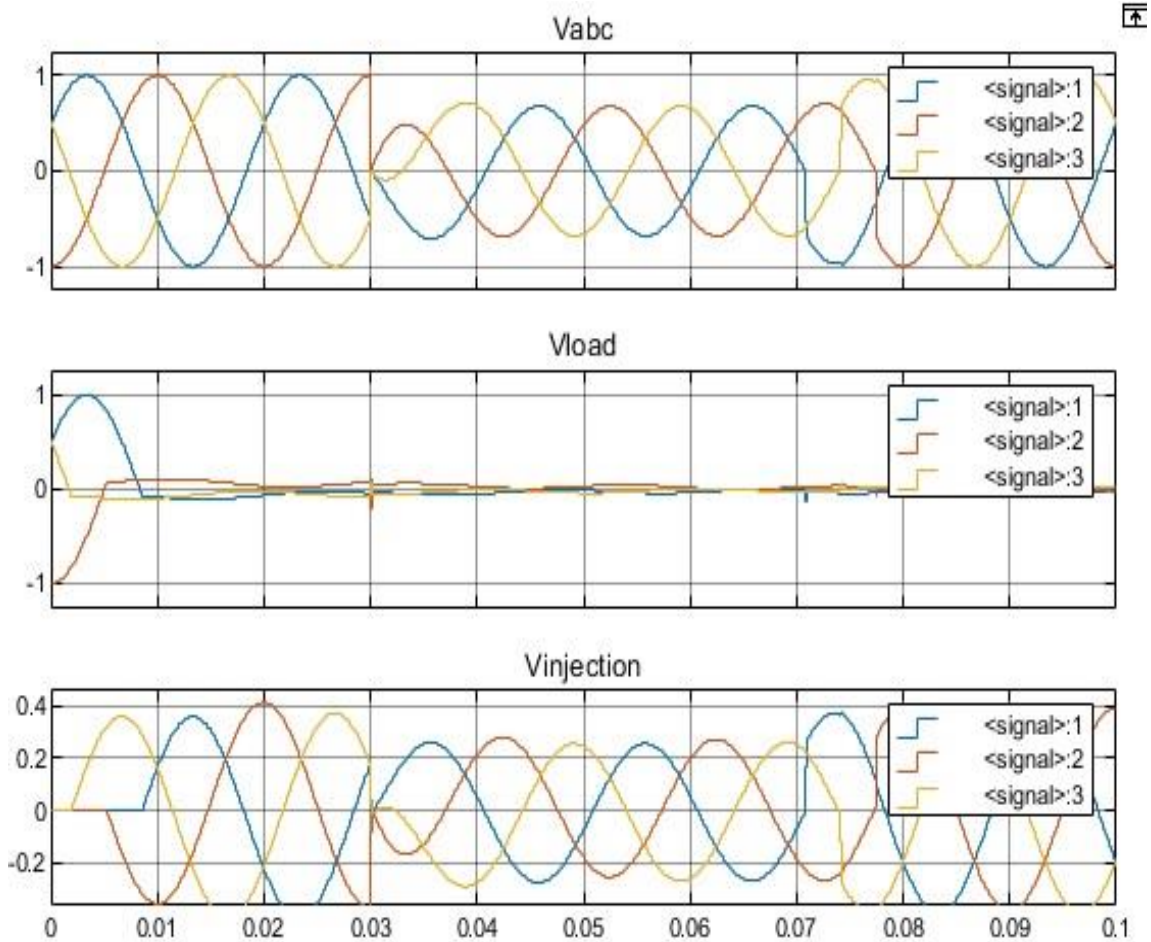 Vabc
1
0
-1
<signal>:1
<signal>:2
<signal>:3
Vload
1
0
-1
<signal>:1
<signal>:2
<signal>:3
Vinjection
0.4
0.2
0
-0.2
<signal>:1
<signal>:2
<signal>:3
0 0.01 0.02 0.03 0.04 0.05 0.06 0.07 0.08 0.09 0.1